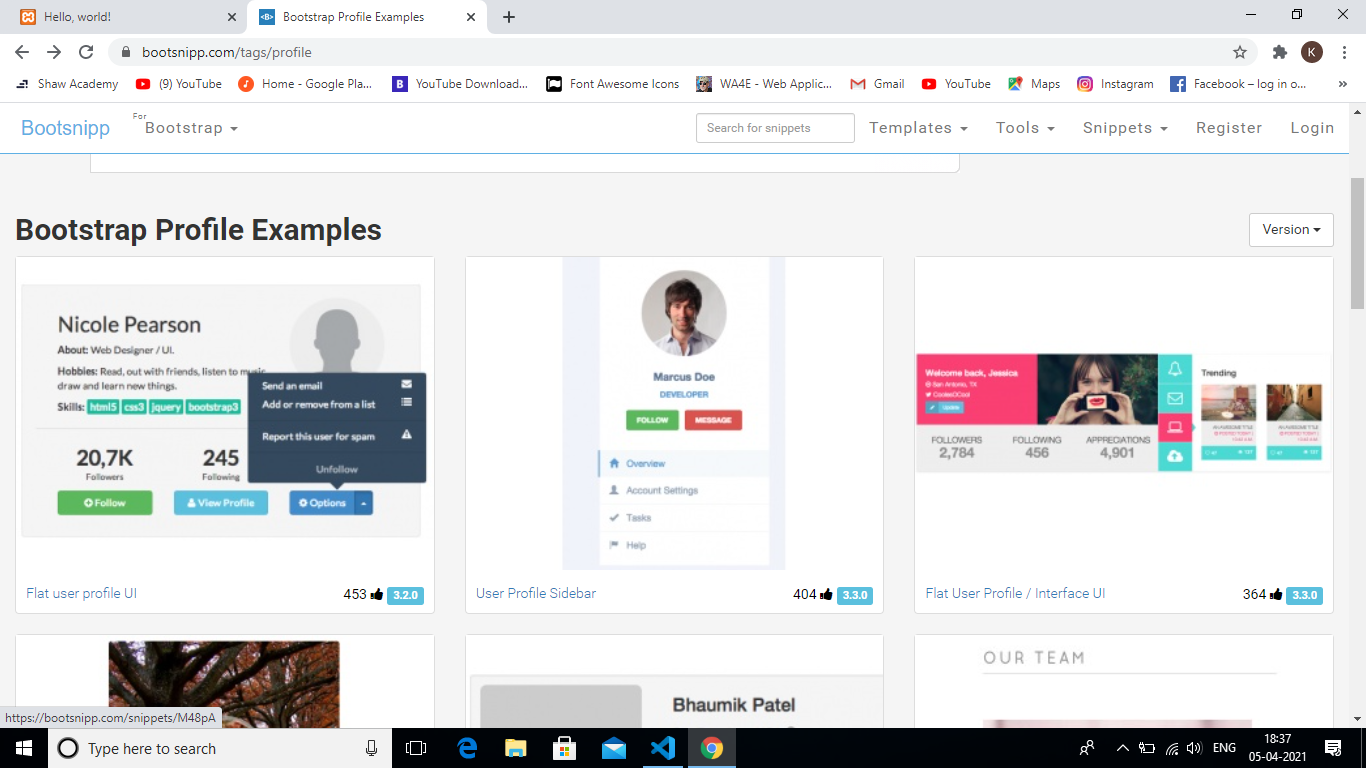 Hello, world!
Bootstrap Profile Examples
bootsnipp.com/tags/profile
K
Shaw Academy
(9) YouTube
Home - Google Pla...
B
YouTube Download...
Font Awesome Icons
WA4E - Web Applic...
Gmail
YouTube
Maps
Instagram
Facebook – log in o...
»
Bootsnipp
For
Bootstrap
Search for snippets
Templates
Tools
Snippets
Register
Login
Bootstrap Profile Examples
Version
Nicole Pearson
About: Web Designer / UI.
Hobbies: Read, out with friends, listen to music,
draw and learn new things.
Skills: html5 css3 jquery bootstrap3
Send an email
Add or remove from a list
Report this user for spam
Unfollow
20,7K
Followers
245
Following
Follow
View Profile
Options
Flat user profile UI
453
3.2.0
Marcus Doe
DEVELOPER
FOLLOW
MESSAGE
Overview
Account Settings
Tasks
Help
User Profile Sidebar
404
3.3.0
Welcome back, Jessica
San Antonio, TX
CookieOCool
Update
FOLLOWERS
2,784
FOLLOWING
456
APPRECIATIONS
4,901
Trending
AN AWESOME TITLE
AN AWESOME TITLE
Flat User Profile / Interface UI
364
3.3.0
Bhaumik Patel
OUR TEAM
https://bootsnipp.com/snippets/M48pA
Type here to search
ENG
18:37
05-04-2021